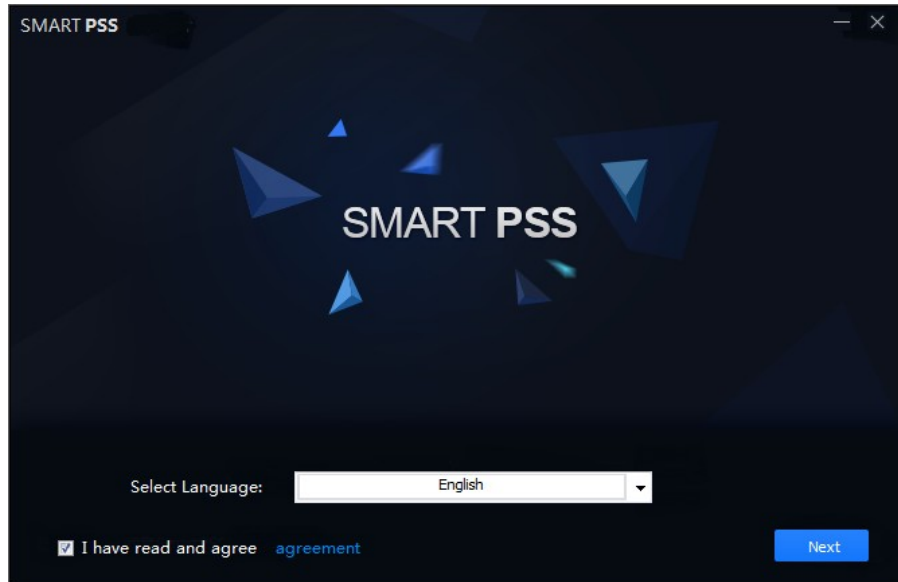 SMART PSS
SMART PSS
Select Language: English
I have read and agree agreement
Next